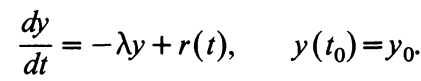 dy/dt = −λy + r(t), y(t₀) = y₀.